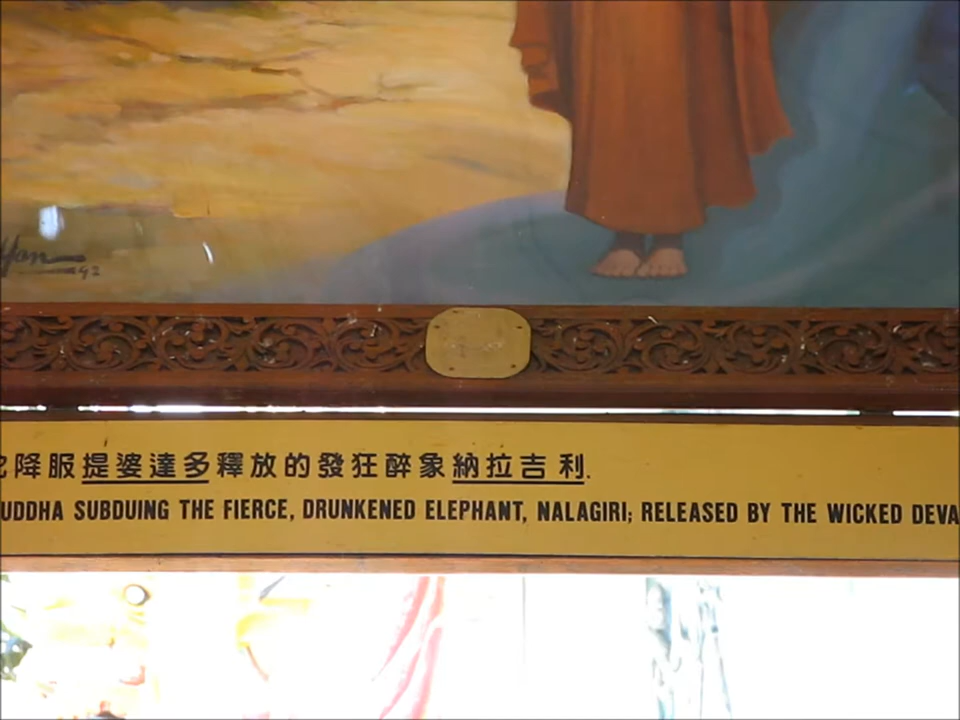 降服提婆達多釋放的發狂醉象納拉吉利.
UDDHA SUBDUING THE FIERCE, DRUNKENED ELEPHANT, NALAGIRI; RELEASED BY THE WICKED DEVA